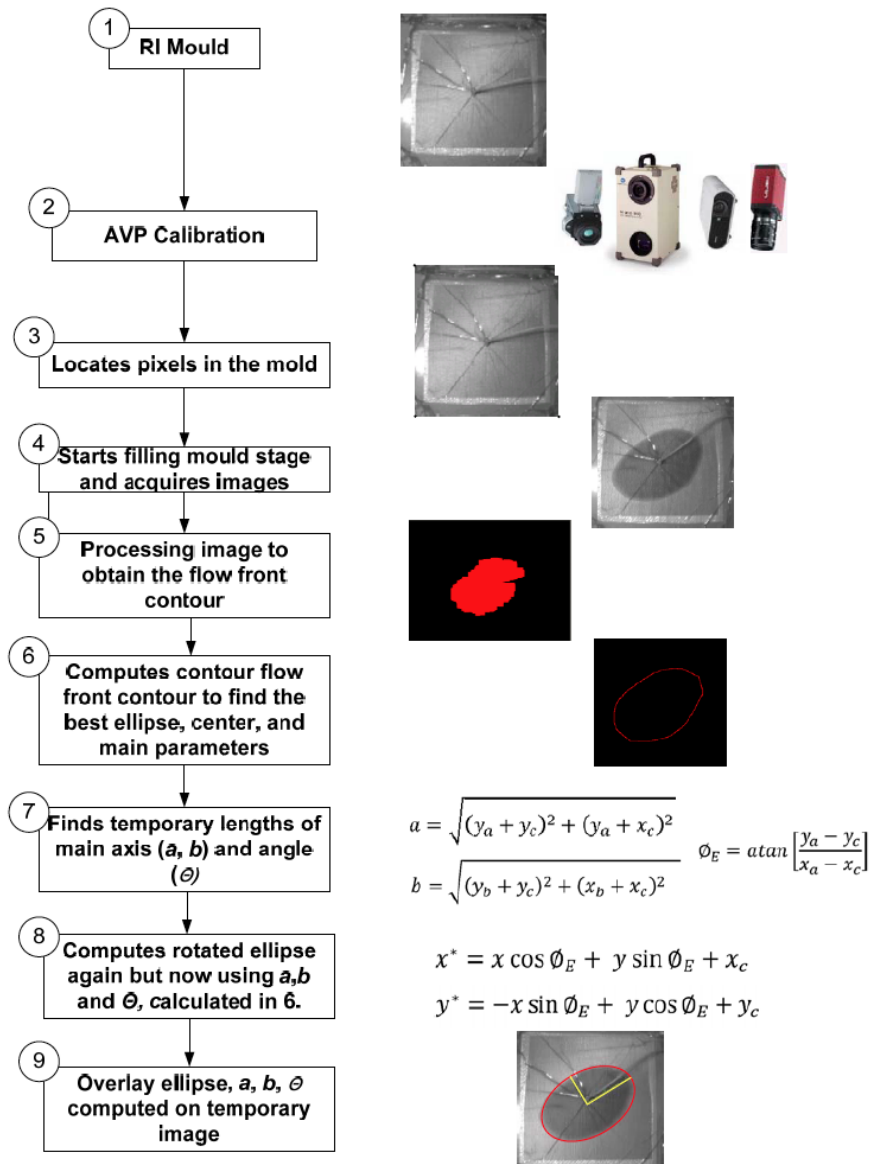 1
RI Mould
2
AVP Calibration
3
Locates pixels in the mold
4
Starts filling mould stage
and acquires images
5
Processing image to
obtain the flow front
contour
6
Computes contour flow
front contour to find the
best ellipse, center, and
main parameters
7
Finds temporary lengths of
main axis (a, b) and angle
(Θ)
a = √((y_a + y_c)² + (y_a + x_c)²)
b = √((y_b + y_c)² + (x_b + x_c)²)
∅_E = atan [(y_a − y_c)/(x_a − x_c)]
8
Computes rotated ellipse
again but now using a,b
and Θ, calculated in 6.
x* = x cos ∅_E + y sin ∅_E + x_c
y* = −x sin ∅_E + y cos ∅_E + y_c
9
Overlay ellipse, a, b, Θ
computed on temporary
image